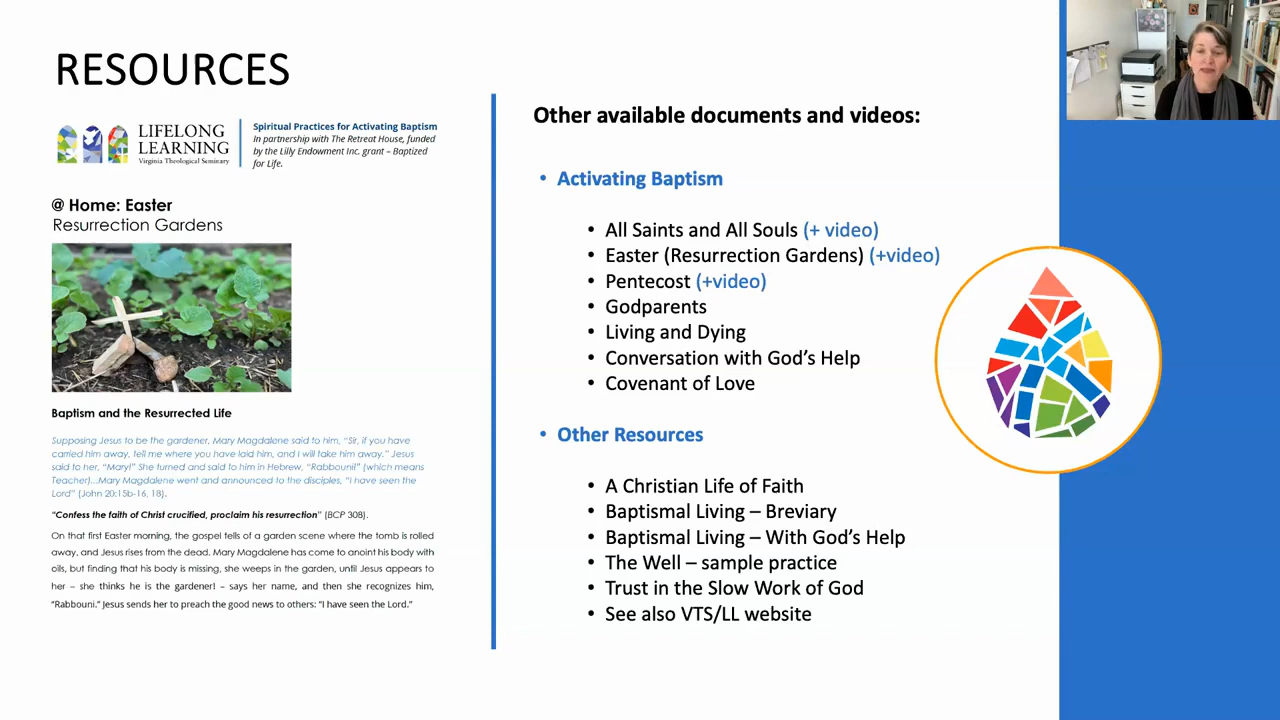 RESOURCES
LIFELONG
LEARNING
Virginia Theological Seminary
Spiritual Practices for Activating Baptism
In partnership with The Retreat House, funded
by the Lilly Endowment Inc. grant – Baptized
for Life.
@ Home: Easter
Resurrection Gardens
Baptism and the Resurrected Life
Supposing Jesus to be the gardener, Mary Magdalene said to him, “Sir, if you have
carried him away, tell me where you have laid him, and I will take him away.” Jesus
said to her, “Mary!” She turned and said to him in Hebrew, “Rabbouni!” (which means
Teacher)...Mary Magdalene went and announced to the disciples, “I have seen the
Lord” (John 20:15b-16, 18).
“Confess the faith of Christ crucified, proclaim his resurrection” (BCP 308).
On that first Easter morning, the gospel tells of a garden scene where the tomb is rolled
away, and Jesus rises from the dead. Mary Magdalene has come to anoint his body with
oils, but finding that his body is missing, she weeps in the garden, until Jesus appears to
her – she thinks he is the gardener! – says her name, and then she recognizes him,
“Rabbouni.” Jesus sends her to preach the good news to others: “I have seen the Lord.”
Other available documents and videos:
• Activating Baptism
• All Saints and All Souls (+ video)
• Easter (Resurrection Gardens) (+video)
• Pentecost (+video)
• Godparents
• Living and Dying
• Conversation with God’s Help
• Covenant of Love
• Other Resources
• A Christian Life of Faith
• Baptismal Living – Breviary
• Baptismal Living – With God’s Help
• The Well – sample practice
• Trust in the Slow Work of God
• See also VTS/LL website